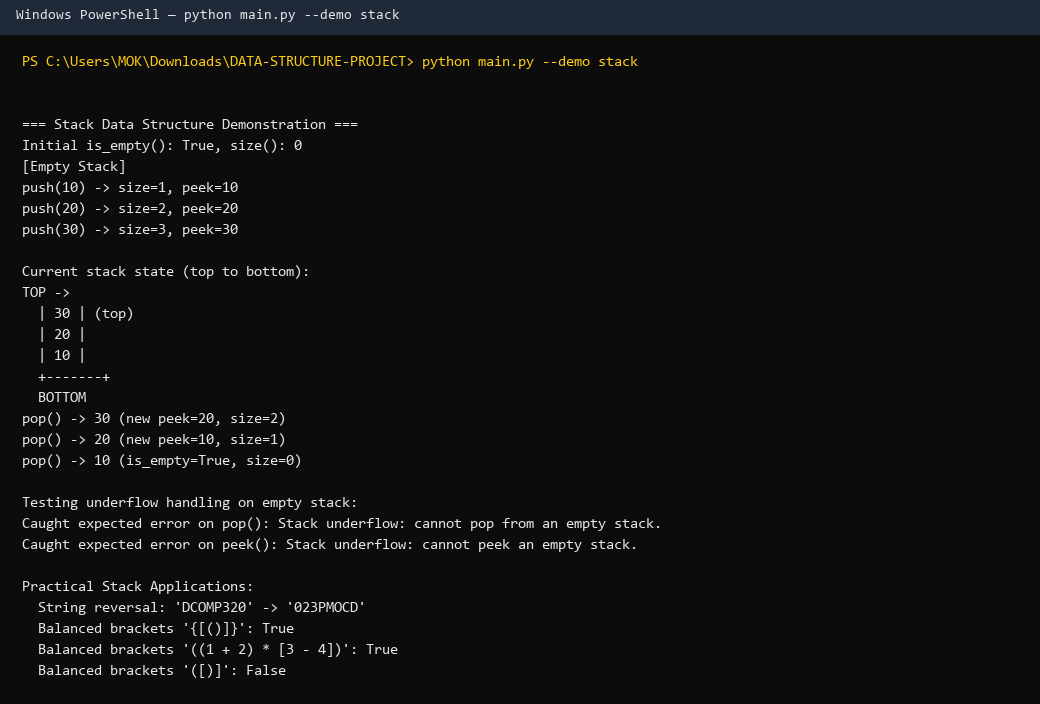 Windows PowerShell — python main.py --demo stack
PS C:\Users\MOK\Downloads\DATA-STRUCTURE-PROJECT> python main.py --demo stack
=== Stack Data Structure Demonstration ===
Initial is_empty(): True, size(): 0
[Empty Stack]
push(10) -> size=1, peek=10
push(20) -> size=2, peek=20
push(30) -> size=3, peek=30
Current stack state (top to bottom):
TOP ->
  | 30 | (top)
  | 20 |
  | 10 |
  +-------+
  BOTTOM
pop() -> 30 (new peek=20, size=2)
pop() -> 20 (new peek=10, size=1)
pop() -> 10 (is_empty=True, size=0)
Testing underflow handling on empty stack:
Caught expected error on pop(): Stack underflow: cannot pop from an empty stack.
Caught expected error on peek(): Stack underflow: cannot peek an empty stack.
Practical Stack Applications:
  String reversal: 'DCOMP320' -> '023PMOCD'
  Balanced brackets '{[()]}': True
  Balanced brackets '((1 + 2) * [3 - 4])': True
  Balanced brackets '([)]': False